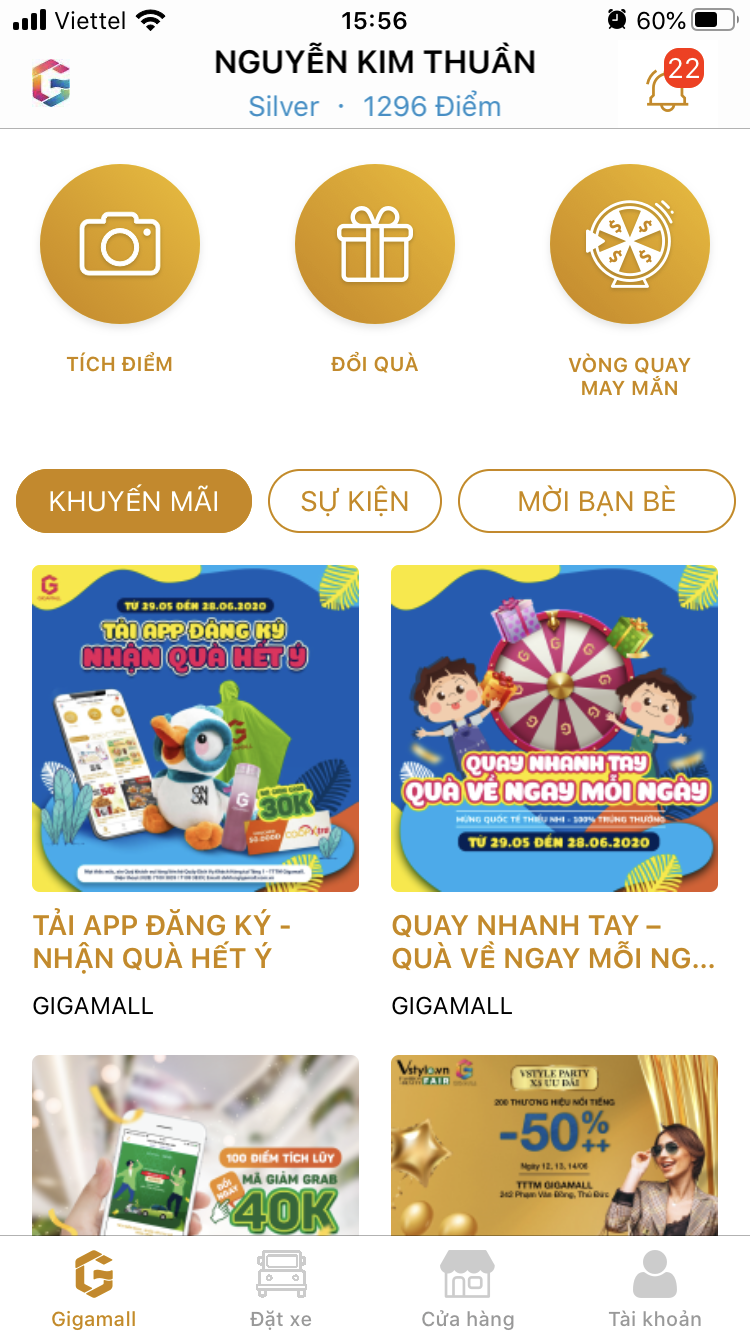 Viettel
15:56
60%
NGUYỄN KIM THUẦN
Silver · 1296 Điểm
22
TÍCH ĐIỂM
ĐỔI QUÀ
VÒNG QUAY
MAY MẮN
KHUYẾN MÃI
SỰ KIỆN
MỜI BẠN BÈ
TỪ 29.05 ĐẾN 28.06.2020
TẢI APP ĐĂNG KÝ
NHẬN QUÀ HẾT Ý
30K
QUAY NHANH TAY
QUÀ VỀ NGAY MỖI NGÀY
MỪNG QUỐC TẾ THIẾU NHI - 100% TRÚNG THƯỞNG
TỪ 29.05 ĐẾN 28.06.2020
TẢI APP ĐĂNG KÝ -
NHẬN QUÀ HẾT Ý
GIGAMALL
QUAY NHANH TAY –
QUÀ VỀ NGAY MỖI NG...
GIGAMALL
100 ĐIỂM TÍCH LŨY
ĐỔI
NGAY
MÃ GIẢM GRAB
40K
FAIR
VSTYLE PARTY
XS ƯU ĐÃI
200 THƯƠNG HIỆU NỔI TIẾNG
-50%++
Ngày 12, 13, 14/06
TTTM GIGAMALL
242 Phạm Văn Đồng, Thủ Đức
Gigamall
Đặt xe
Cửa hàng
Tài khoản